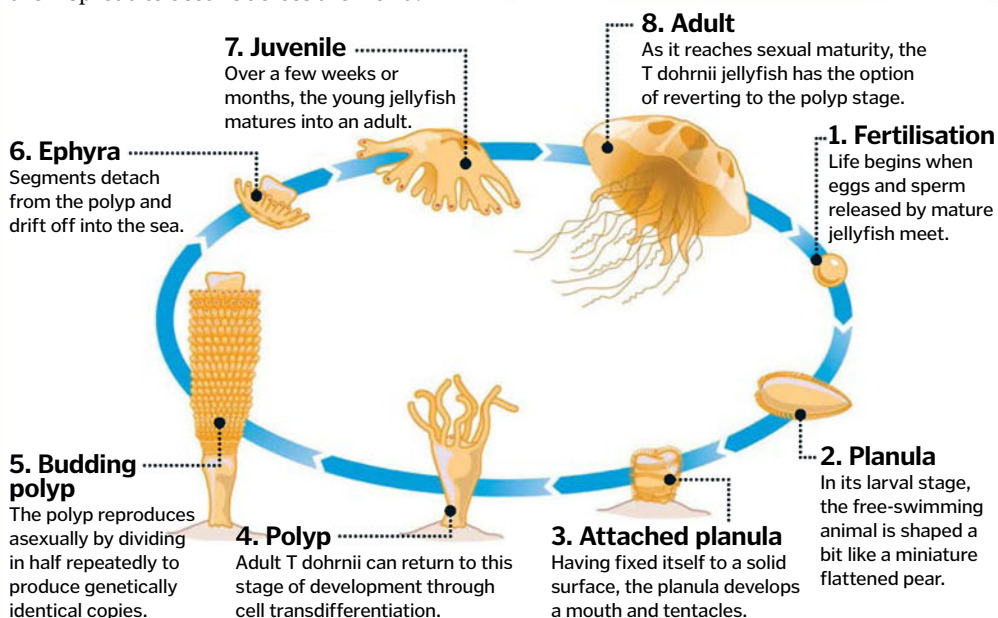 7. Juvenile
Over a few weeks or
months, the young jellyfish
matures into an adult.
8. Adult
As it reaches sexual maturity, the
T dohrnii jellyfish has the option
of reverting to the polyp stage.
1. Fertilisation
Life begins when
eggs and sperm
released by mature
jellyfish meet.
6. Ephyra
Segments detach
from the polyp and
drift off into the sea.
2. Planula
In its larval stage,
the free-swimming
animal is shaped a
bit like a miniature
flattened pear.
5. Budding
polyp
The polyp reproduces
asexually by dividing
in half repeatedly to
produce genetically
identical copies.
4. Polyp
Adult T dohrnii can return to this
stage of development through
cell transdifferentiation.
3. Attached planula
Having fixed itself to a solid
surface, the planula develops
a mouth and tentacles.